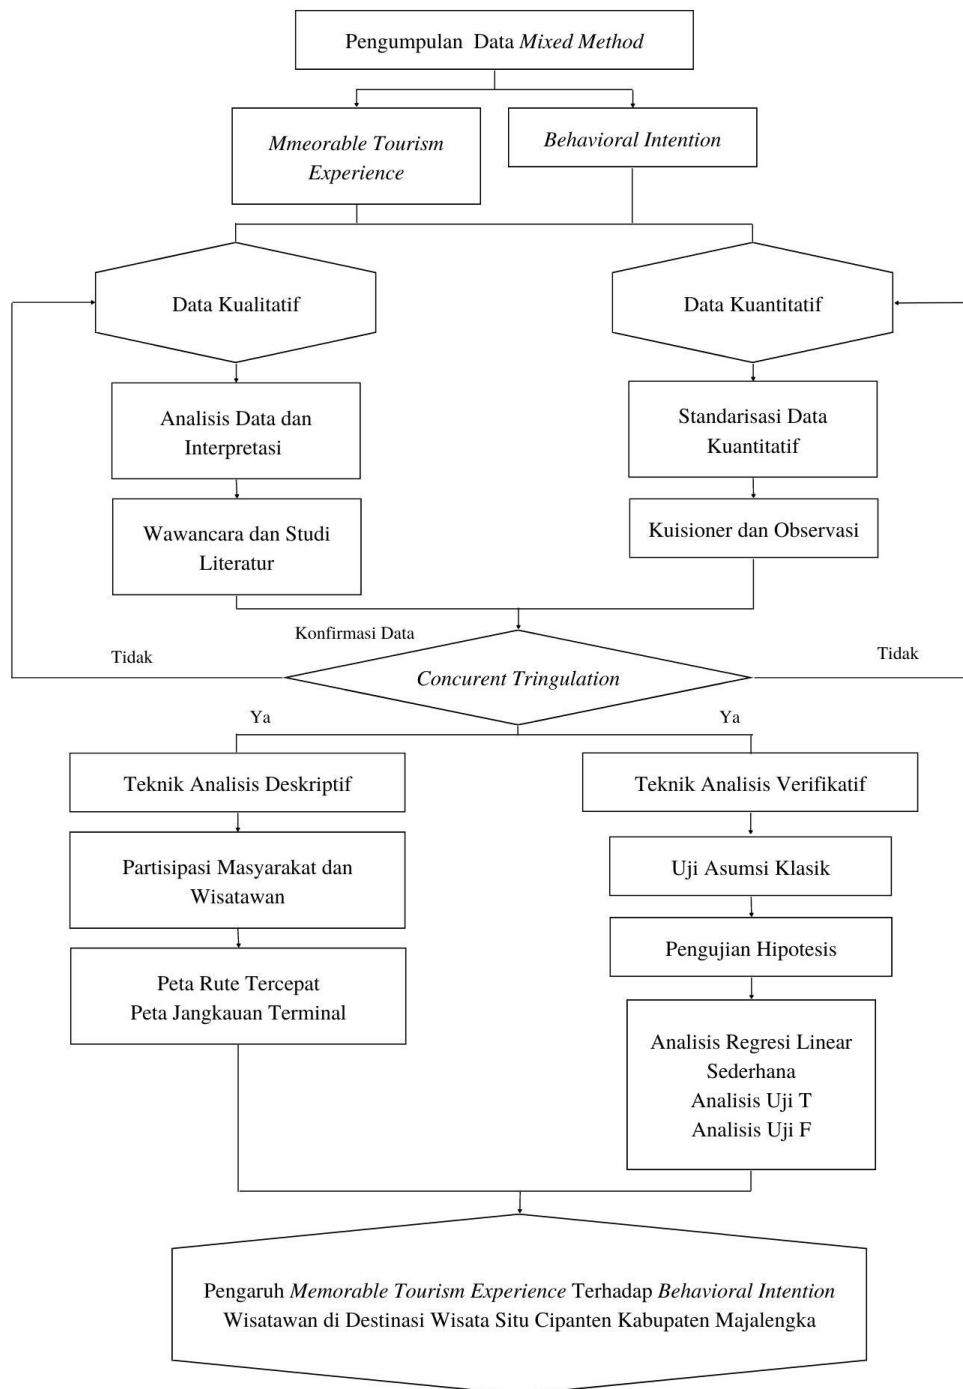 Pengumpulan Data Mixed Method
Mmeorable Tourism
Experience
Behavioral Intention
Data Kualitatif
Data Kuantitatif
Analisis Data dan
Interpretasi
Standarisasi Data
Kuantitatif
Wawancara dan Studi
Literatur
Kuisioner dan Observasi
Konfirmasi Data
Tidak
Tidak
Concurent Tringulation
Ya
Ya
Teknik Analisis Deskriptif
Teknik Analisis Verifikatif
Partisipasi Masyarakat dan
Wisatawan
Uji Asumsi Klasik
Pengujian Hipotesis
Peta Rute Tercepat
Peta Jangkauan Terminal
Analisis Regresi Linear
Sederhana
Analisis Uji T
Analisis Uji F
Pengaruh Memorable Tourism Experience Terhadap Behavioral Intention
Wisatawan di Destinasi Wisata Situ Cipanten Kabupaten Majalengka